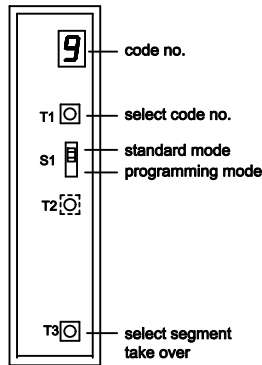 9 code no.
T1 select code no.
S1 standard mode
programming mode
T2
T3 select segment
take over